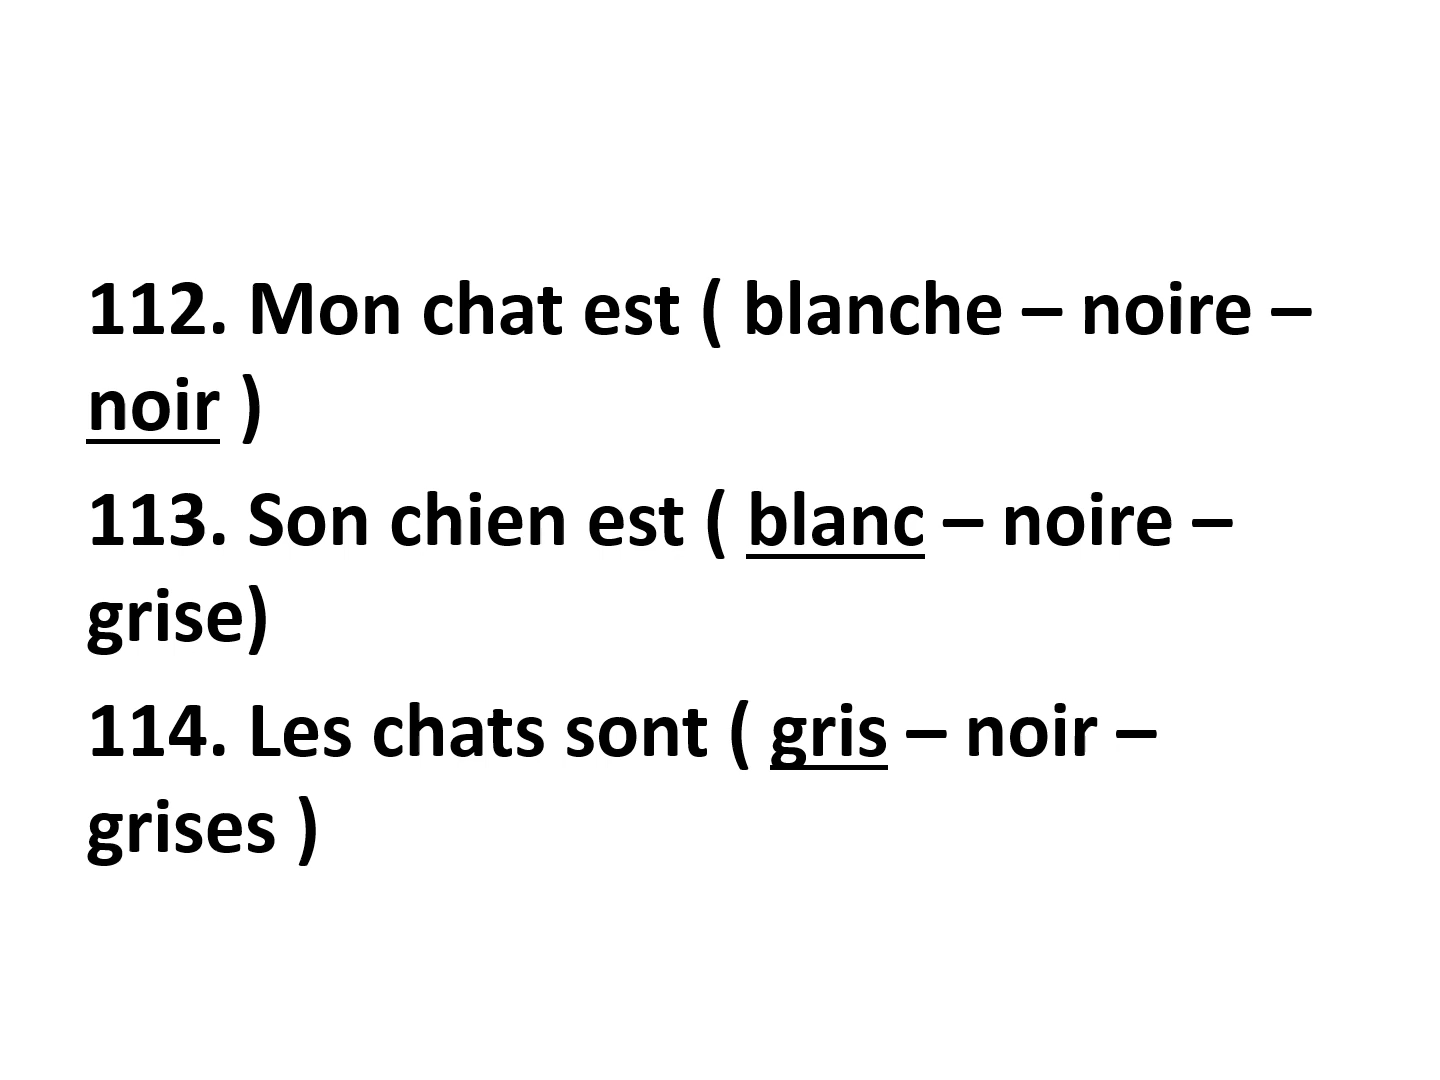 112. Mon chat est ( blanche – noire –
noir )
113. Son chien est ( blanc – noire –
grise)
114. Les chats sont ( gris – noir –
grises )